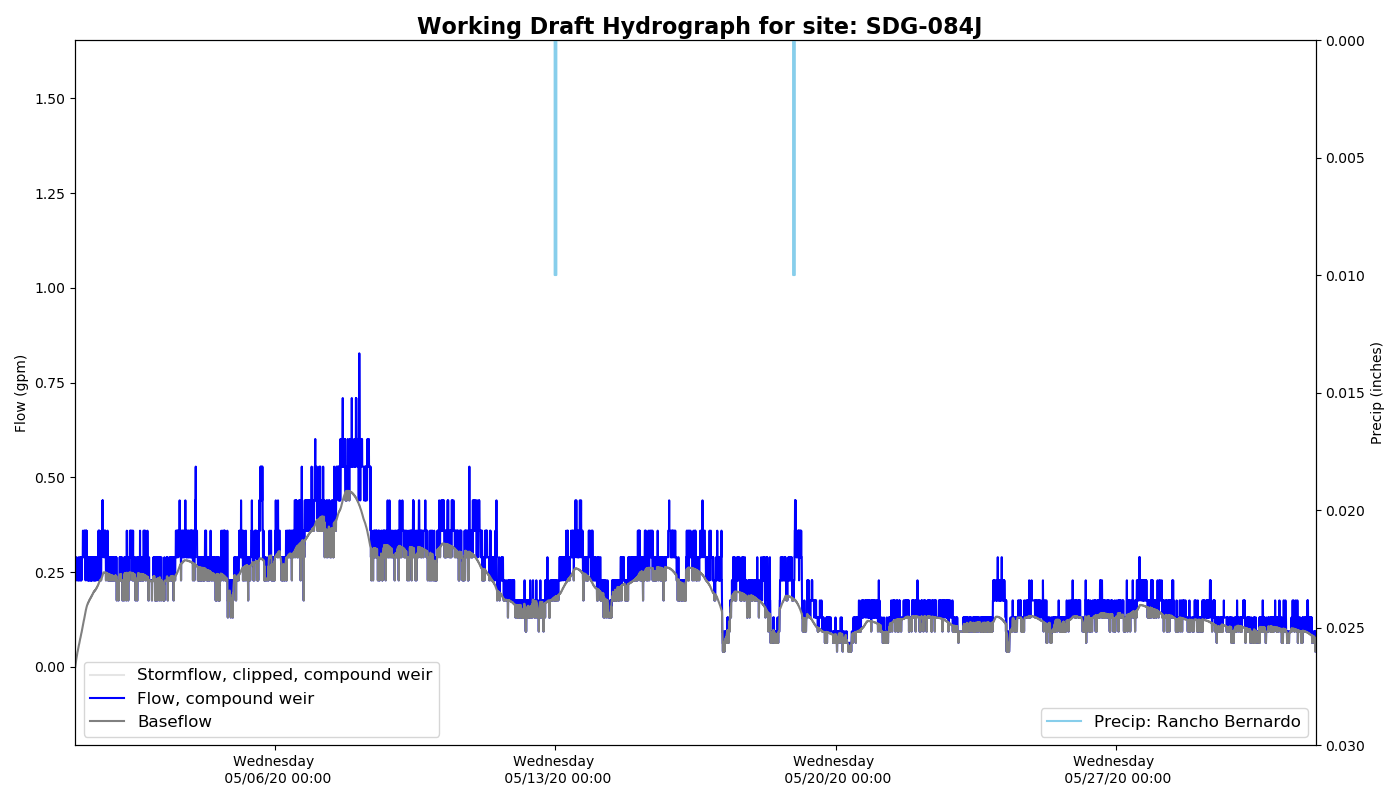 Working Draft Hydrograph for site: SDG-084J
1.50
1.25
1.00
0.75
0.50
0.25
0.00
Flow (gpm)
0.000
0.005
0.010
0.015
0.020
0.025
0.030
Precip (inches)
Stormflow, clipped, compound weir
Flow, compound weir
Baseflow
Precip: Rancho Bernardo
Wednesday
05/06/20 00:00
Wednesday
05/13/20 00:00
Wednesday
05/20/20 00:00
Wednesday
05/27/20 00:00